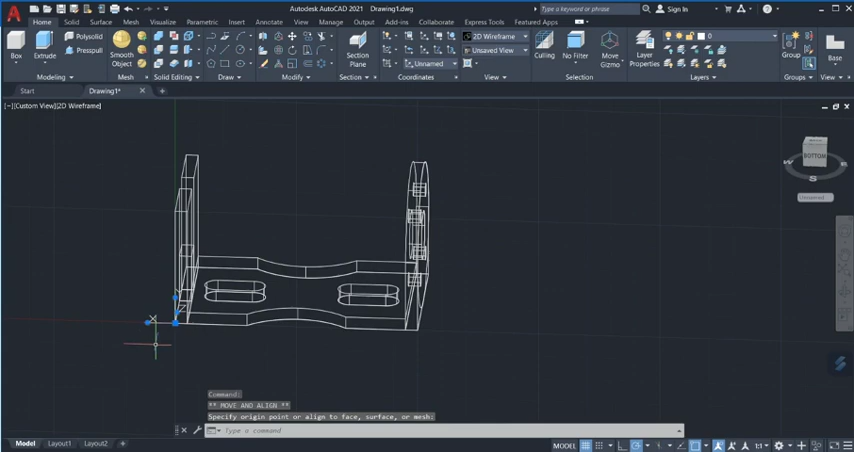 Autodesk AutoCAD 2021 Drawing1.dwg
Type a keyword or phrase
Sign In
Home Solid Surface Mesh Visualize Parametric Insert Annotate View Manage Output Add-ins Collaborate Express Tools Featured Apps
Polysolid
Presspull
2D Wireframe
Unsaved View
Unnamed
0
Box
Extrude
Smooth
Object
Section
Plane
Culling
No Filter
Move
Gizmo
Layer
Properties
Group
Base
Modeling
Mesh
Solid Editing
Draw
Modify
Section
Coordinates
View
Selection
Layers
Groups
View
Start
Drawing1*
[−][Custom View][2D Wireframe]
W
BOTTOM
S
Unnamed
X
Z
Command:
** MOVE AND ALIGN **
Specify origin point or align to face, surface, or mesh:
Type a command
Model Layout1 Layout2
MODEL
1:1